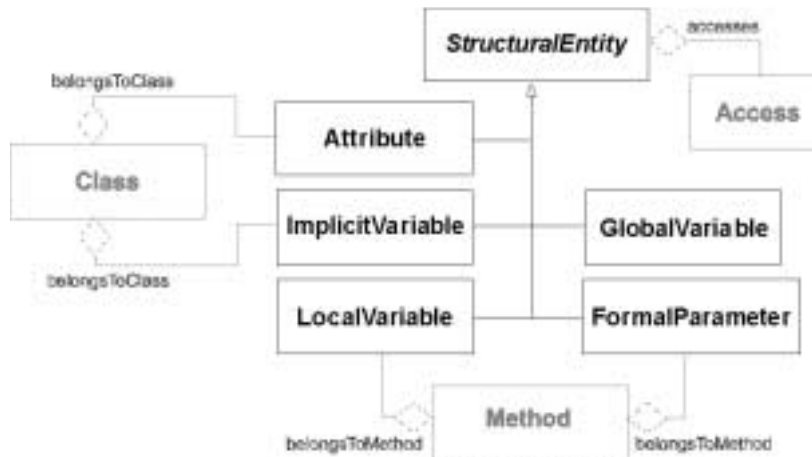 accesses
StructuralEntity
belongsToClass
Access
Attribute
Class
ImplicitVariable
GlobalVariable
belongsToClass
LocalVariable
FormalParameter
Method
belongsToMethod
belongsToMethod